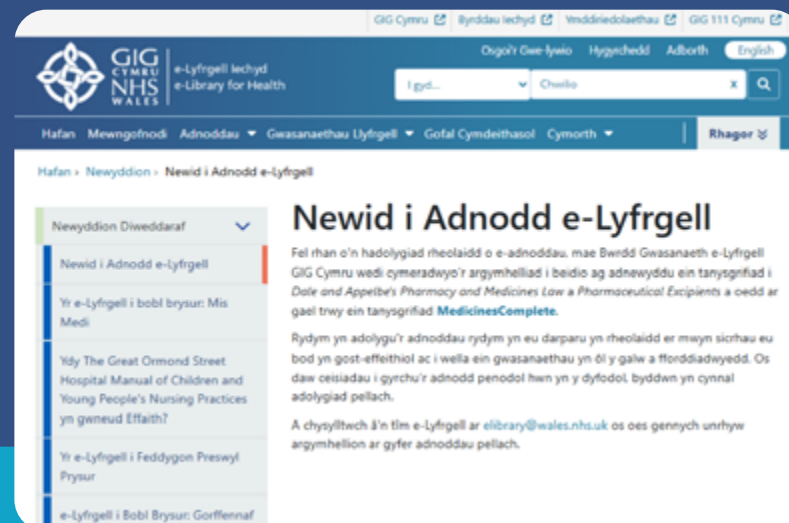 GIG Cymru Byrddau Iechyd Ymddiriedolaethau GIG 111 Cymru
Osgoi'r Gwe-lywio Hygyrchedd Adborth English
GIG
CYMRU
NHS
WALES
e-Lyfrgell Iechyd
e-Library for Health
I gyd... Chwilio x
Hafan Mewngofnodi Adnoddau Gwasanaethau Llyfrgell Gofal Cymdeithasol Cymorth Rhagor
Hafan › Newyddion › Newid i Adnodd e-Lyfrgell
Newyddion Diweddaraf
Newid i Adnodd e-Lyfrgell
Yr e-Lyfrgell i bobl brysur: Mis
Medi
Ydy The Great Ormond Street
Hospital Manual of Children and
Young People's Nursing Practices
yn gwneud Effaith?
Yr e-Lyfrgell i Feddygon Preswyl
Prysur
e-Lyfrgell i Bobl Brysur: Gorffennaf
Newid i Adnodd e-Lyfrgell
Fel rhan o'n hadolygiad rheolaidd o e-adnoddau, mae Bwrdd Gwasanaeth e-Lyfrgell
GIG Cymru wedi cymeradwyo'r argymhelliad i beidio ag adnewyddu ein tanysgrifiad i
Dale and Appelbe's Pharmacy and Medicines Law a Pharmaceutical Excipients a oedd ar
gael trwy ein tanysgrifiad MedicinesComplete.
Rydym yn adolygu'r adnoddau rydym yn eu darparu yn rheolaidd er mwyn sicrhau eu
bod yn gost-effeithiol ac i wella ein gwasanaethau yn ôl y galw a fforddiadwyedd. Os
daw ceisiadau i gyrchu'r adnodd penodol hwn yn y dyfodol, byddwn yn cynnal
adolygiad pellach.
A chysylltwch â'n tîm e-Lyfrgell ar elibrary@wales.nhs.uk os oes gennych unrhyw
argymhellion ar gyfer adnoddau pellach.